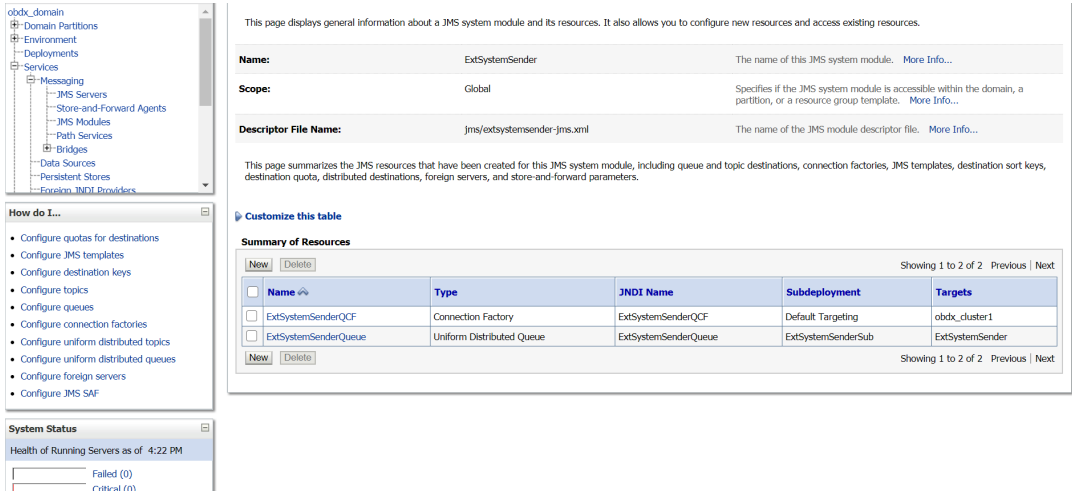 obdx_domain
Domain Partitions
Environment
Deployments
Services
Messaging
JMS Servers
Store-and-Forward Agents
JMS Modules
Path Services
Bridges
Data Sources
Persistent Stores
Foreign JNDI Providers
How do I...
Configure quotas for destinations
Configure JMS templates
Configure destination keys
Configure topics
Configure queues
Configure connection factories
Configure uniform distributed topics
Configure uniform distributed queues
Configure foreign servers
Configure JMS SAF
System Status
Health of Running Servers as of 4:22 PM
Failed (0)
Critical (0)
This page displays general information about a JMS system module and its resources. It also allows you to configure new resources and access existing resources.
Name: ExtSystemSender The name of this JMS system module. More Info...
Scope: Global Specifies if the JMS system module is accessible within the domain, a
partition, or a resource group template. More Info...
Descriptor File Name: jms/extsystemsender-jms.xml The name of the JMS module descriptor file. More Info...
This page summarizes the JMS resources that have been created for this JMS system module, including queue and topic destinations, connection factories, JMS templates, destination sort keys,
destination quota, distributed destinations, foreign servers, and store-and-forward parameters.
Customize this table
Summary of Resources
New Delete Showing 1 to 2 of 2 Previous | Next
Name Type JNDI Name Subdeployment Targets
ExtSystemSenderQCF Connection Factory ExtSystemSenderQCF Default Targeting obdx_cluster1
ExtSystemSenderQueue Uniform Distributed Queue ExtSystemSenderQueue ExtSystemSenderSub ExtSystemSender
New Delete Showing 1 to 2 of 2 Previous | Next